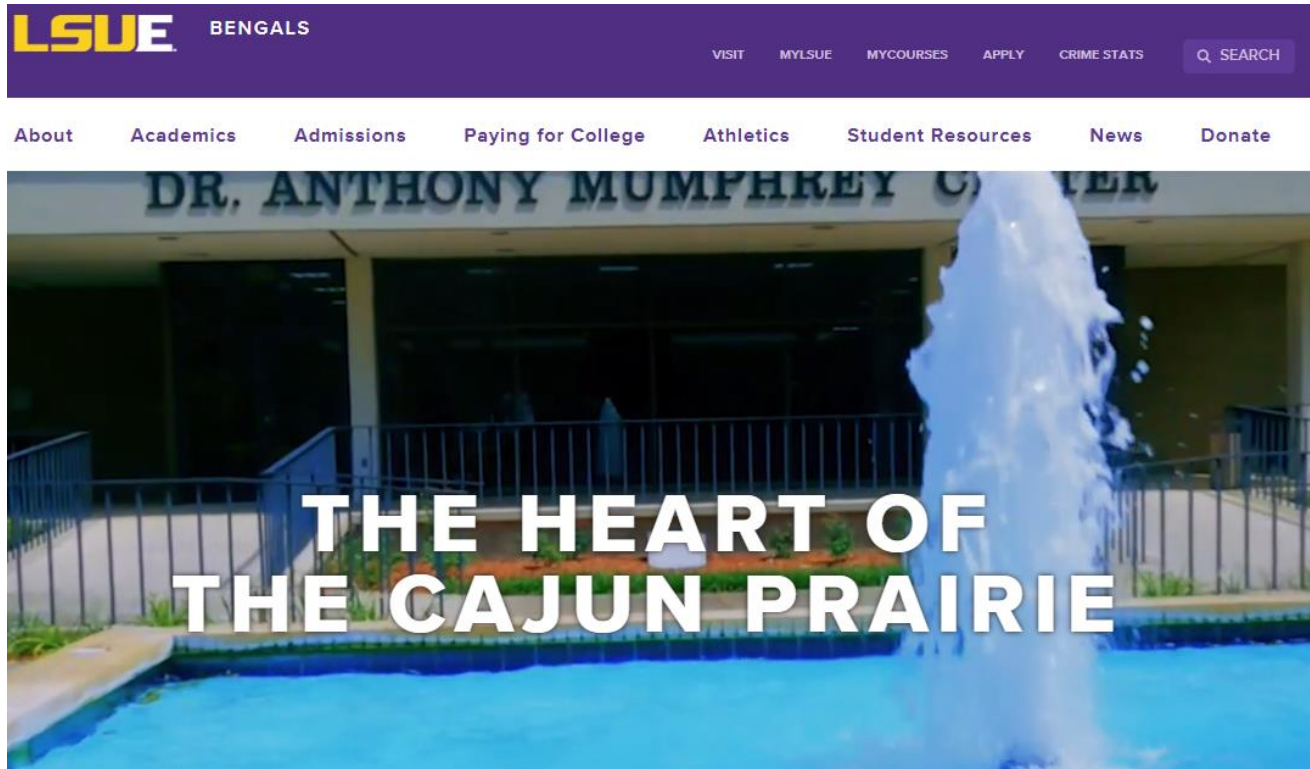 LSUE BENGALS
VISIT MYLSUE MYCOURSES APPLY CRIME STATS SEARCH
About Academics Admissions Paying for College Athletics Student Resources News Donate
DR. ANTHONY MUMPHREY CENTER
THE HEART OF
THE CAJUN PRAIRIE